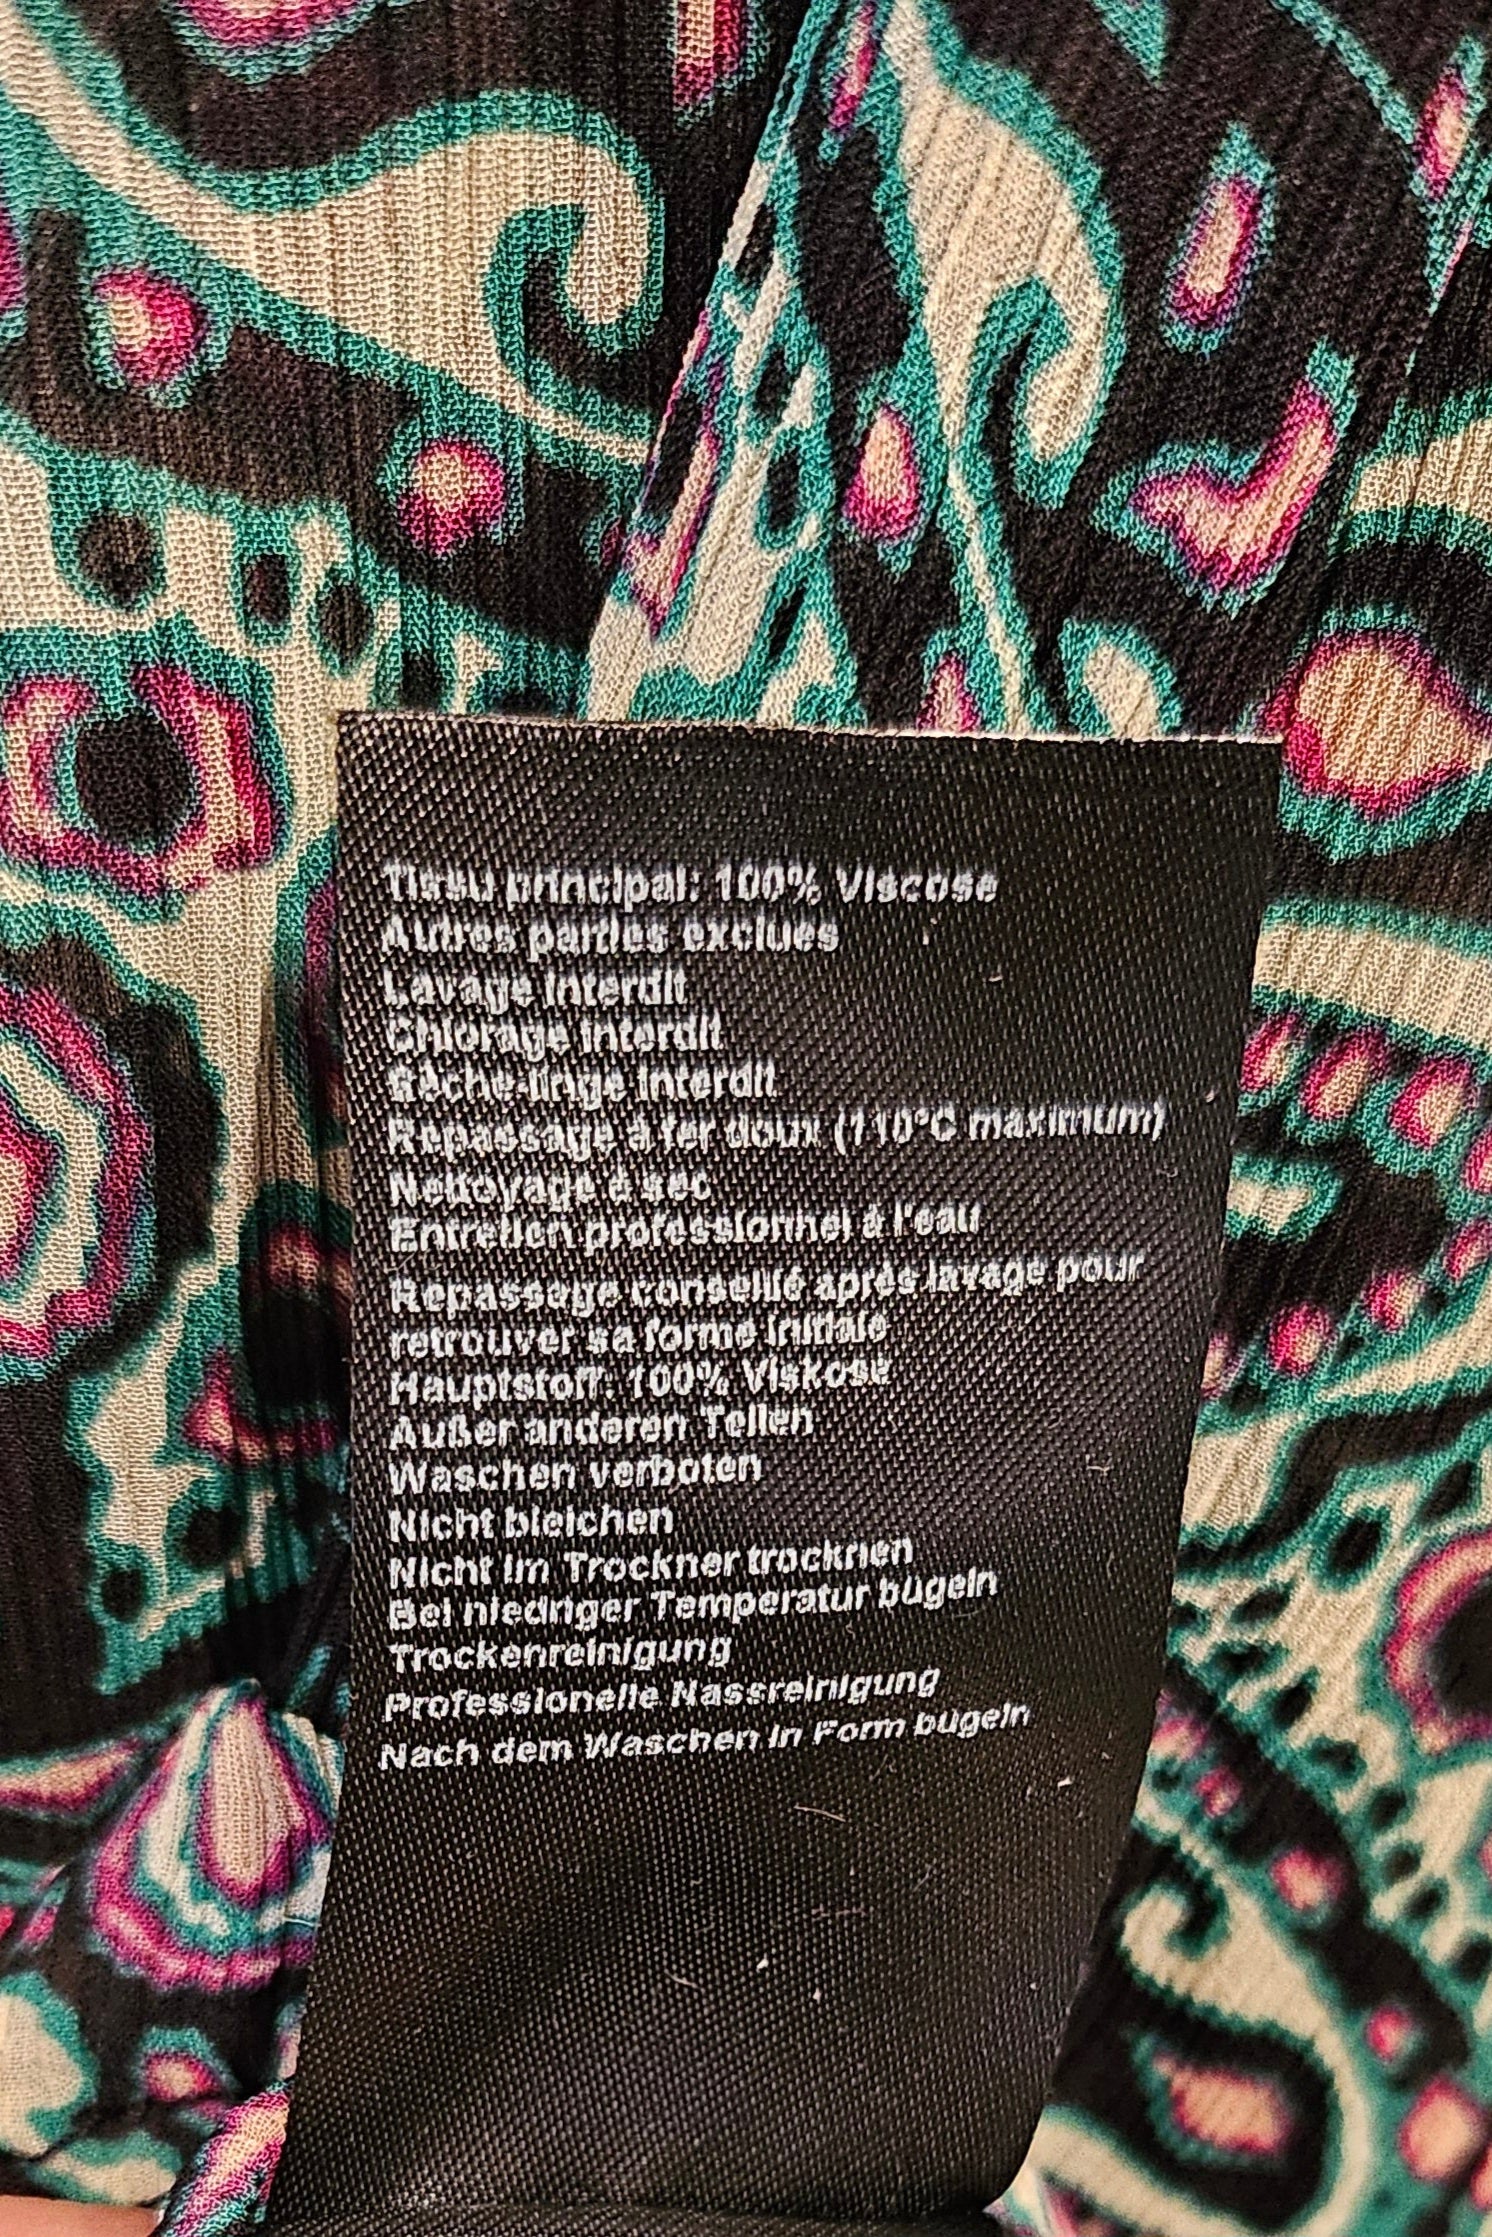 Tissu principal: 100% Viscose
Autres parties exclues
Lavage interdit
Chlorage interdit
Sèche-linge interdit
Repassage à fer doux (110°C maximum)
Nettoyage à sec
Entretien professionnel à l'eau
Repassage conseillé après lavage pour
retrouver sa forme initiale
Hauptstoff: 100% Viskose
Außer anderen Teilen
Waschen verboten
Nicht bleichen
Nicht im Trockner trocknen
Bei niedriger Temperatur bügeln
Trockenreinigung
Professionelle Nassreinigung
Nach dem Waschen in Form bügeln